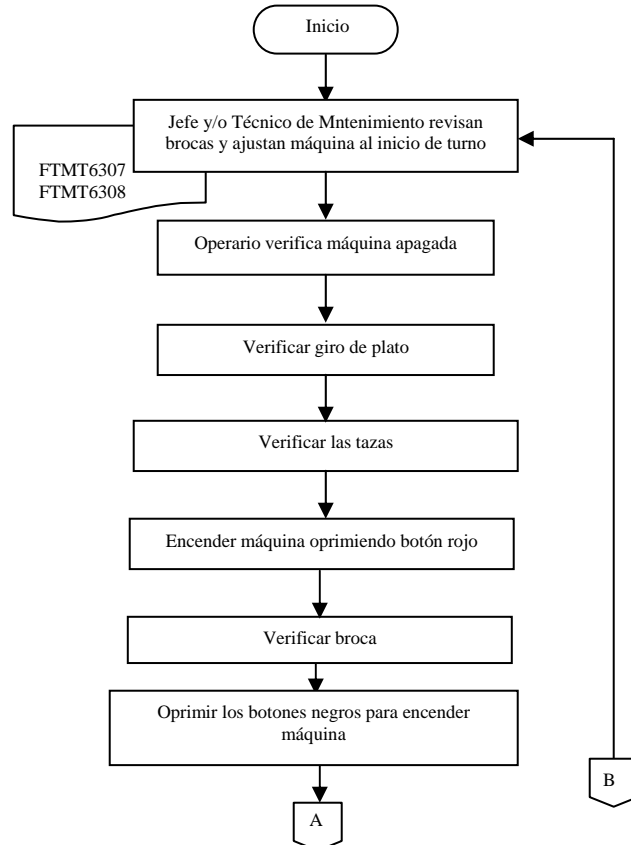 Inicio
Jefe y/o Técnico de Mntenimiento revisan
brocas y ajustan máquina al inicio de turno
FTMT6307
FTMT6308
Operario verifica máquina apagada
Verificar giro de plato
Verificar las tazas
Encender máquina oprimiendo botón rojo
Verificar broca
Oprimir los botones negros para encender
máquina
B
A